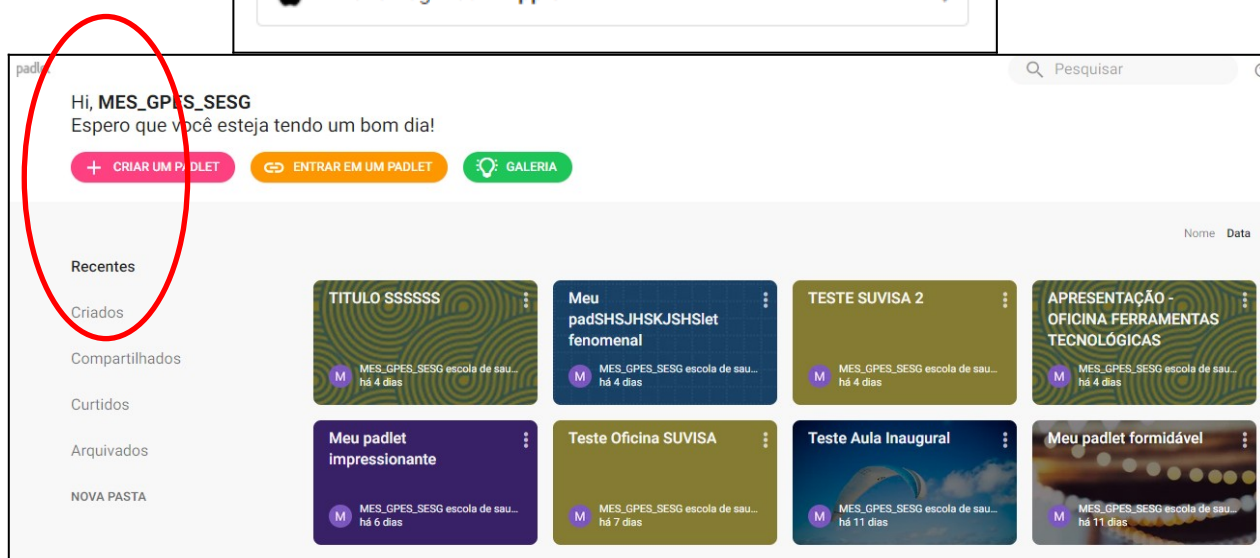 padlet
Pesquisar
Hi, MES_GPES_SESG
Espero que você esteja tendo um bom dia!
+ CRIAR UM PADLET
ENTRAR EM UM PADLET
GALERIA
Nome Data
Recentes
Criados
Compartilhados
Curtidos
Arquivados
NOVA PASTA
TITULO SSSSSS
M
MES_GPES_SESG escola de sau...
há 4 dias
Meu
padSHSJHSKJSHSlet
fenomenal
M
MES_GPES_SESG escola de sau...
há 4 dias
TESTE SUVISA 2
M
MES_GPES_SESG escola de sau...
há 4 dias
APRESENTAÇÃO -
OFICINA FERRAMENTAS
TECNOLÓGICAS
M
MES_GPES_SESG escola de sau...
há 4 dias
Meu padlet
impressionante
M
MES_GPES_SESG escola de sau...
há 6 dias
Teste Oficina SUVISA
M
MES_GPES_SESG escola de sau...
há 7 dias
Teste Aula Inaugural
M
MES_GPES_SESG escola de sau...
há 11 dias
Meu padlet formidável
M
MES_GPES_SESG escola de sau...
há 11 dias